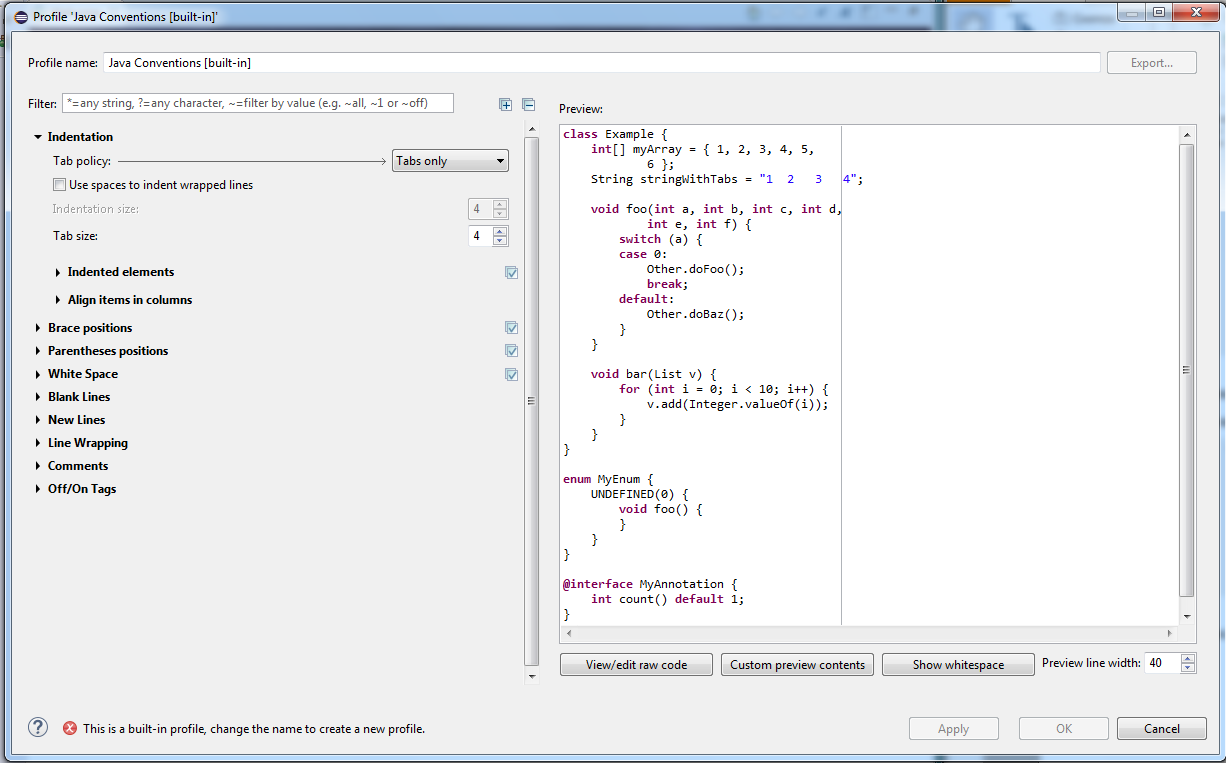 Profile 'Java Conventions [built-in]'
Profile name: Java Conventions [built-in] Export...
Filter: *=any string, ?=any character, ~=filter by value (e.g. ~all, ~1 or ~off)
Indentation
Tab policy: Tabs only
Use spaces to indent wrapped lines
Indentation size: 4
Tab size: 4
Indented elements
Align items in columns
Brace positions
Parentheses positions
White Space
Blank Lines
New Lines
Line Wrapping
Comments
Off/On Tags
Preview:
class Example {
    int[] myArray = { 1, 2, 3, 4, 5,
            6 };
    String stringWithTabs = "1  2   3   4";
    void foo(int a, int b, int c, int d,
            int e, int f) {
        switch (a) {
        case 0:
            Other.doFoo();
            break;
        default:
            Other.doBaz();
        }
    }
    void bar(List v) {
        for (int i = 0; i < 10; i++) {
            v.add(Integer.valueOf(i));
        }
    }
}
enum MyEnum {
    UNDEFINED(0) {
        void foo() {
        }
    }
}
@interface MyAnnotation {
    int count() default 1;
}
View/edit raw code Custom preview contents Show whitespace Preview line width: 40
? This is a built-in profile, change the name to create a new profile. Apply OK Cancel